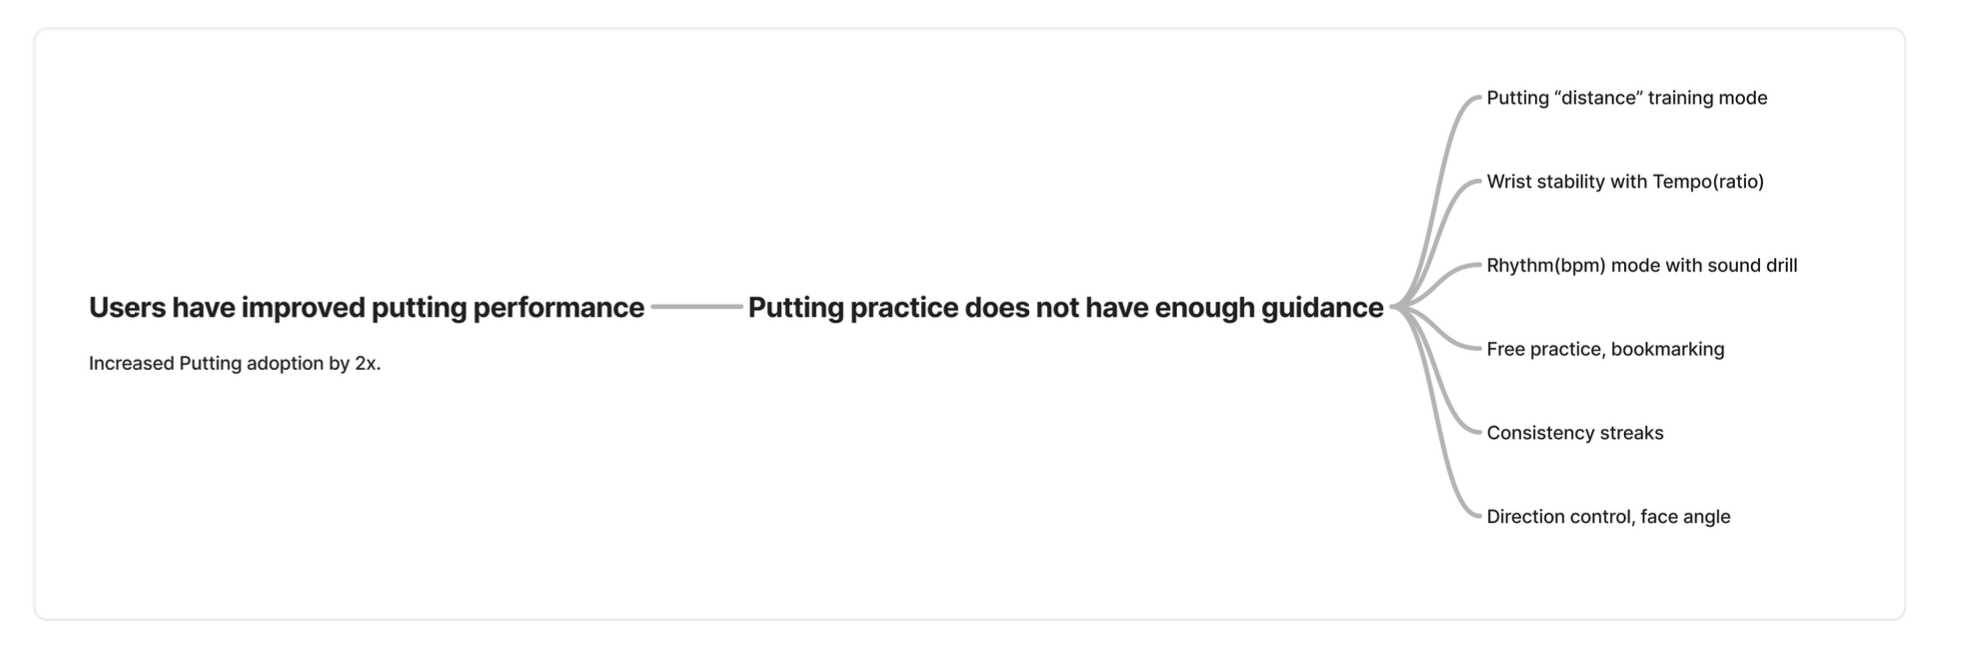 Users have improved putting performance
Increased Putting adoption by 2x.
Putting practice does not have enough guidance
Putting “distance” training mode
Wrist stability with Tempo(ratio)
Rhythm(bpm) mode with sound drill
Free practice, bookmarking
Consistency streaks
Direction control, face angle